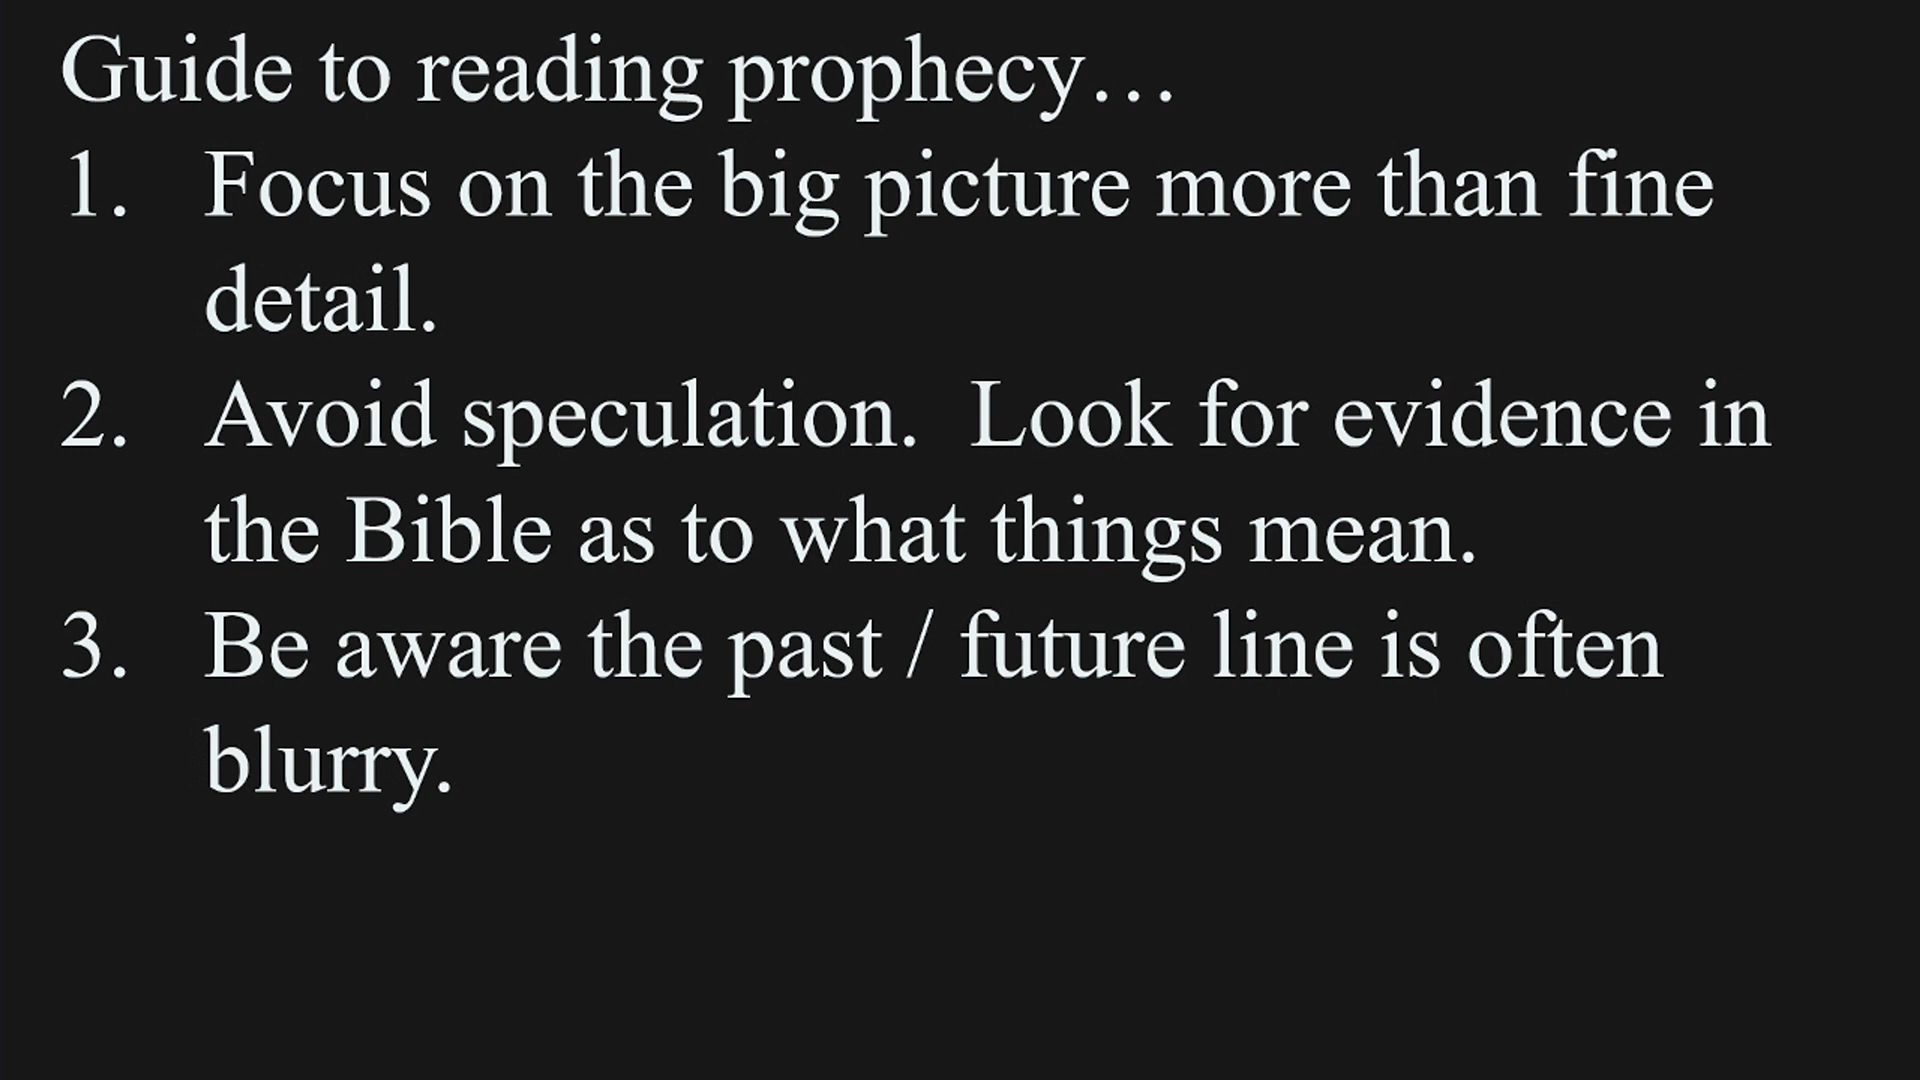 Guide to reading prophecy…
1. Focus on the big picture more than fine
detail.
2. Avoid speculation.  Look for evidence in
the Bible as to what things mean.
3. Be aware the past / future line is often
blurry.